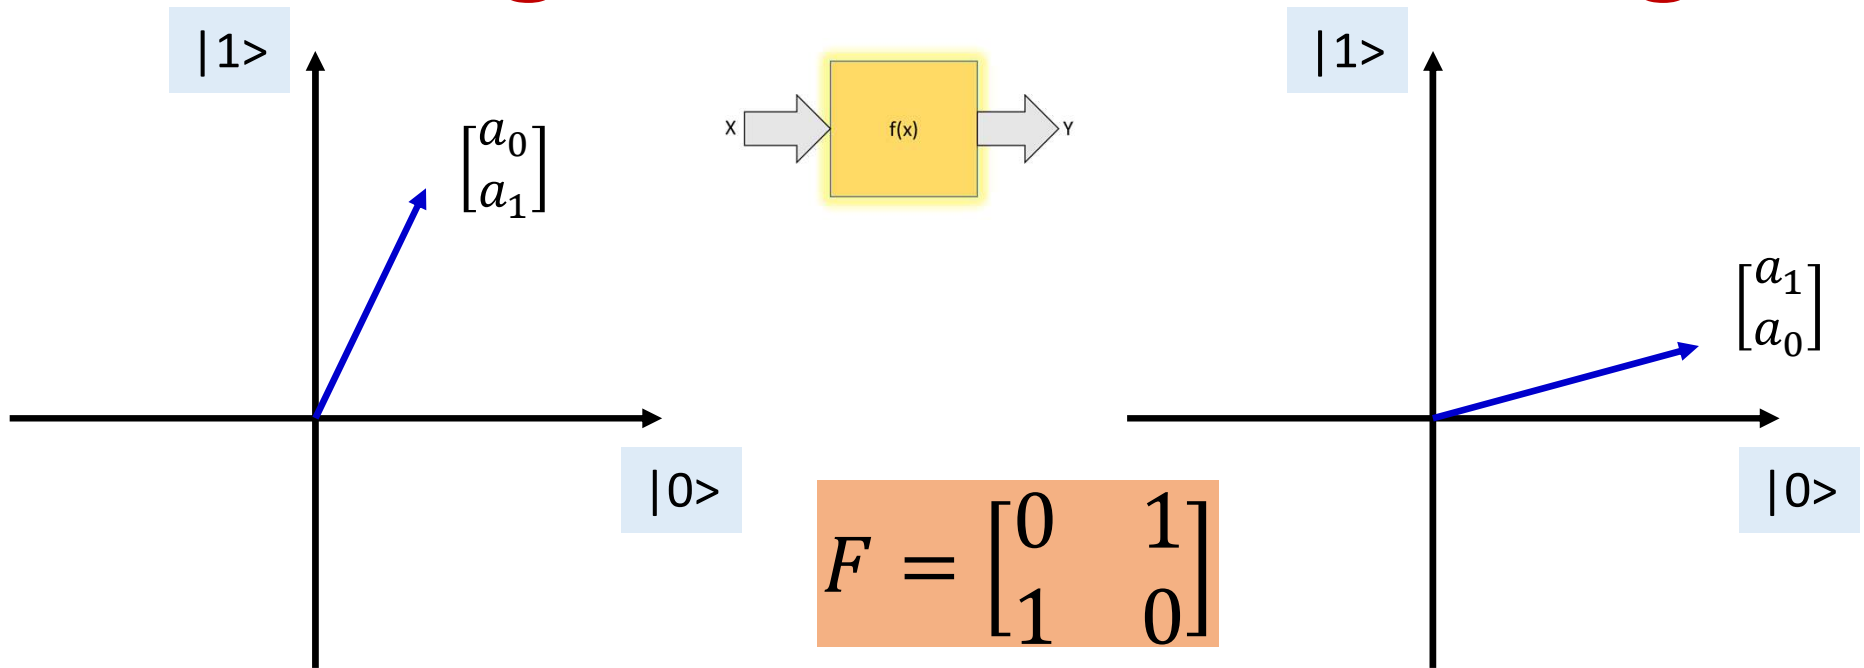 |1>
[a₀
a₁]
|0>
X
f(x)
Y
F = [0 1
1 0]
|1>
[a₁
a₀]
|0>